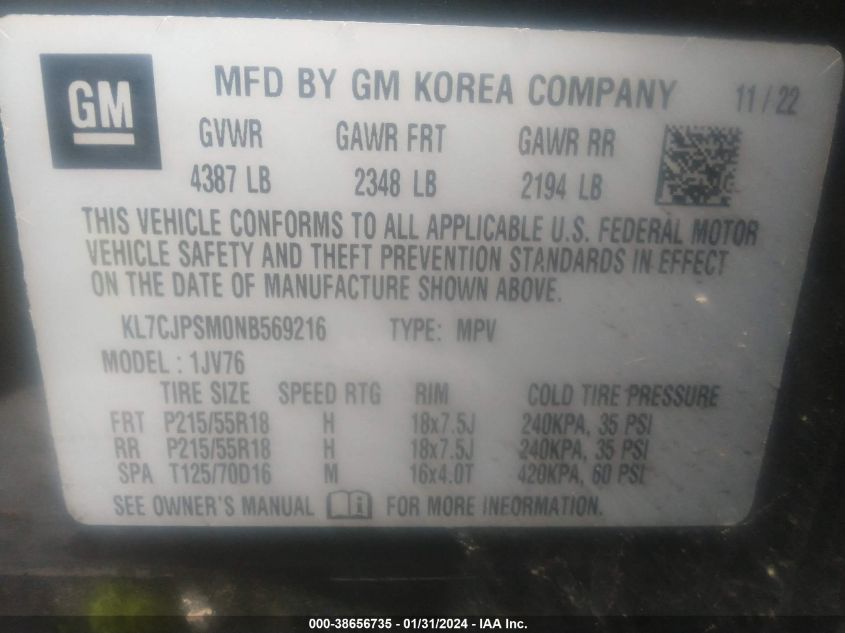 GM
MFD BY GM KOREA COMPANY 11/22
GVWR GAWR FRT GAWR RR
4387 LB 2348 LB 2194 LB
THIS VEHICLE CONFORMS TO ALL APPLICABLE U.S. FEDERAL MOTOR
VEHICLE SAFETY AND THEFT PREVENTION STANDARDS IN EFFECT
ON THE DATE OF MANUFACTURE SHOWN ABOVE.
KL7CJPSM0NB569216 TYPE: MPV
MODEL: 1JV76
TIRE SIZE SPEED RTG RIM COLD TIRE PRESSURE
FRT P215/55R18 H 18x7.5J 240KPA, 35 PSI
RR P215/55R18 H 18x7.5J 240KPA, 35 PSI
SPA T125/70D16 M 16x4.0T 420KPA, 60 PSI
SEE OWNER'S MANUAL i FOR MORE INFORMATION.
000-38656735 - 01/31/2024 - IAA Inc.